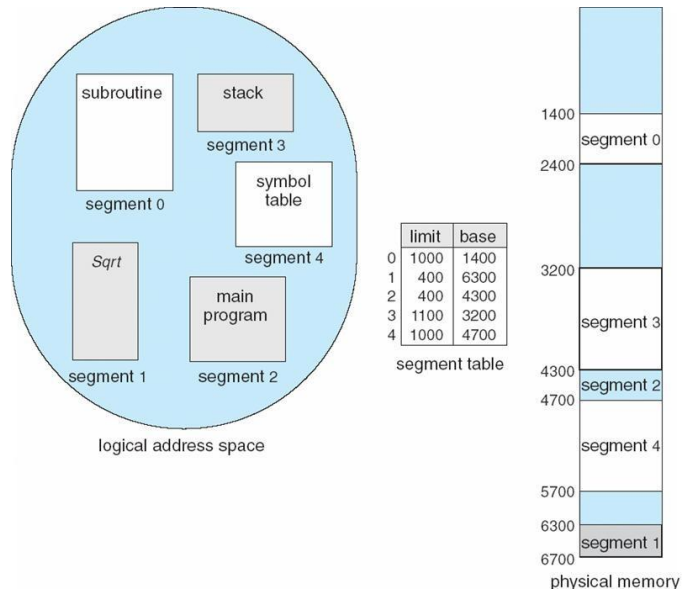 subroutine
segment 0
stack
segment 3
symbol
table
segment 4
Sqrt
segment 1
main
program
segment 2
logical address space
limit base
0 1000 1400
1 400 6300
2 400 4300
3 1100 3200
4 1000 4700
segment table
1400
segment 0
2400
3200
segment 3
4300
segment 2
4700
segment 4
5700
6300
segment 1
6700
physical memory